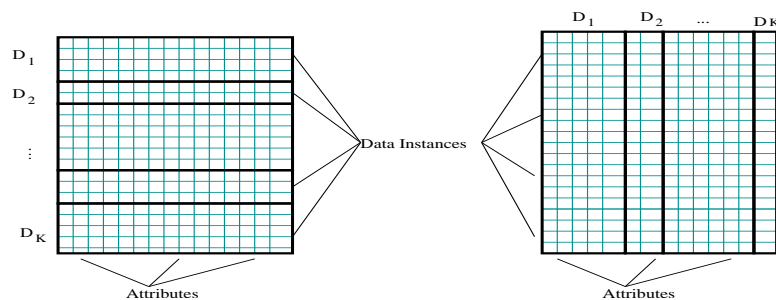 D1
D2
...
DK
Data Instances
Attributes
D1 D2 ... DK
Attributes